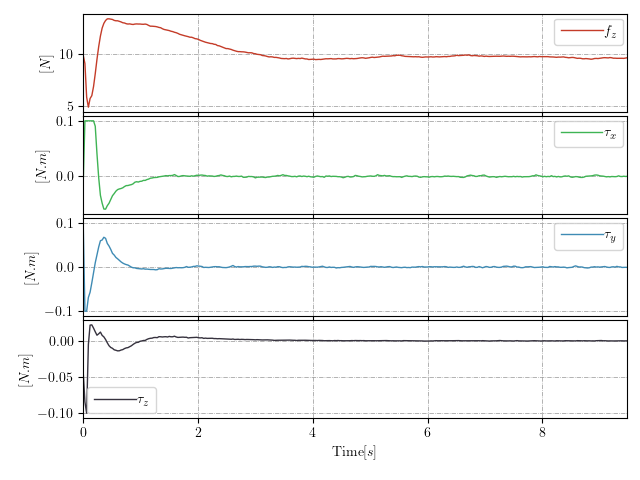 [N]
10
5
f_z
[N.m]
0.1
0.0
τ_x
[N.m]
0.1
0.0
−0.1
τ_y
[N.m]
0.00
−0.05
−0.10
τ_z
0 2 4 6 8
Time[s]